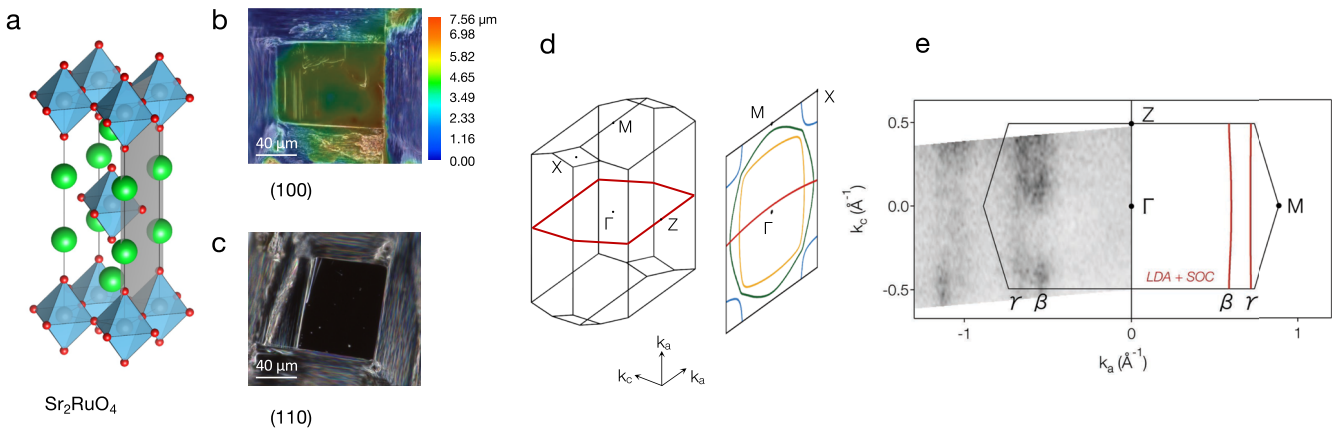 a
Sr₂RuO₄
b
7.56 μm
6.98
5.82
4.65
3.49
2.33
1.16
0.00
40 μm
(100)
c
40 μm
(110)
d
M
X
Γ
Z
X
M
Γ
kₐ
k꜀
kₐ
e
k꜀ (Å⁻¹)
0.5
0.0
-0.5
Z
Γ
M
LDA + SOC
ϒ β β ϒ
-1 0 1
kₐ (Å⁻¹)